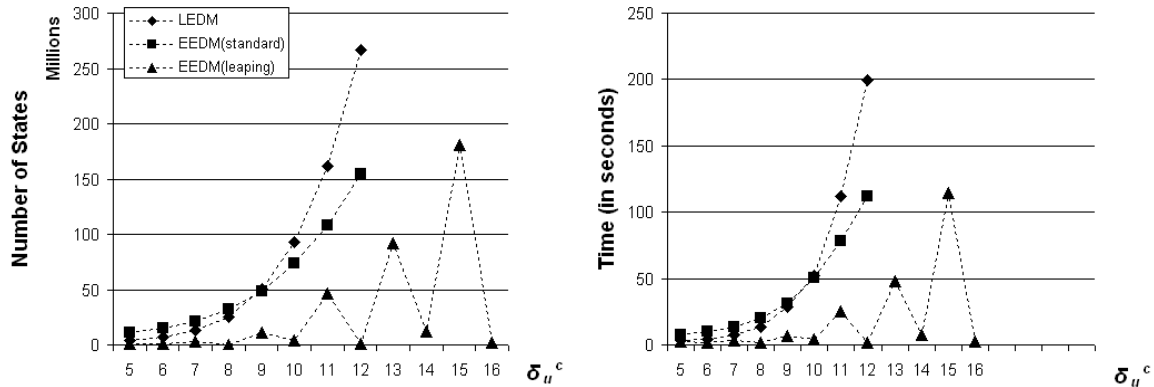 Number of States
Millions
300
250
200
150
100
50
0
LEDM
EEDM(standard)
EEDM(leaping)
5 6 7 8 9 10 11 12 13 14 15 16
δ̄ᵤᶜ
Time (in seconds)
250
200
150
100
50
0
5 6 7 8 9 10 11 12 13 14 15 16
δ̄ᵤᶜ